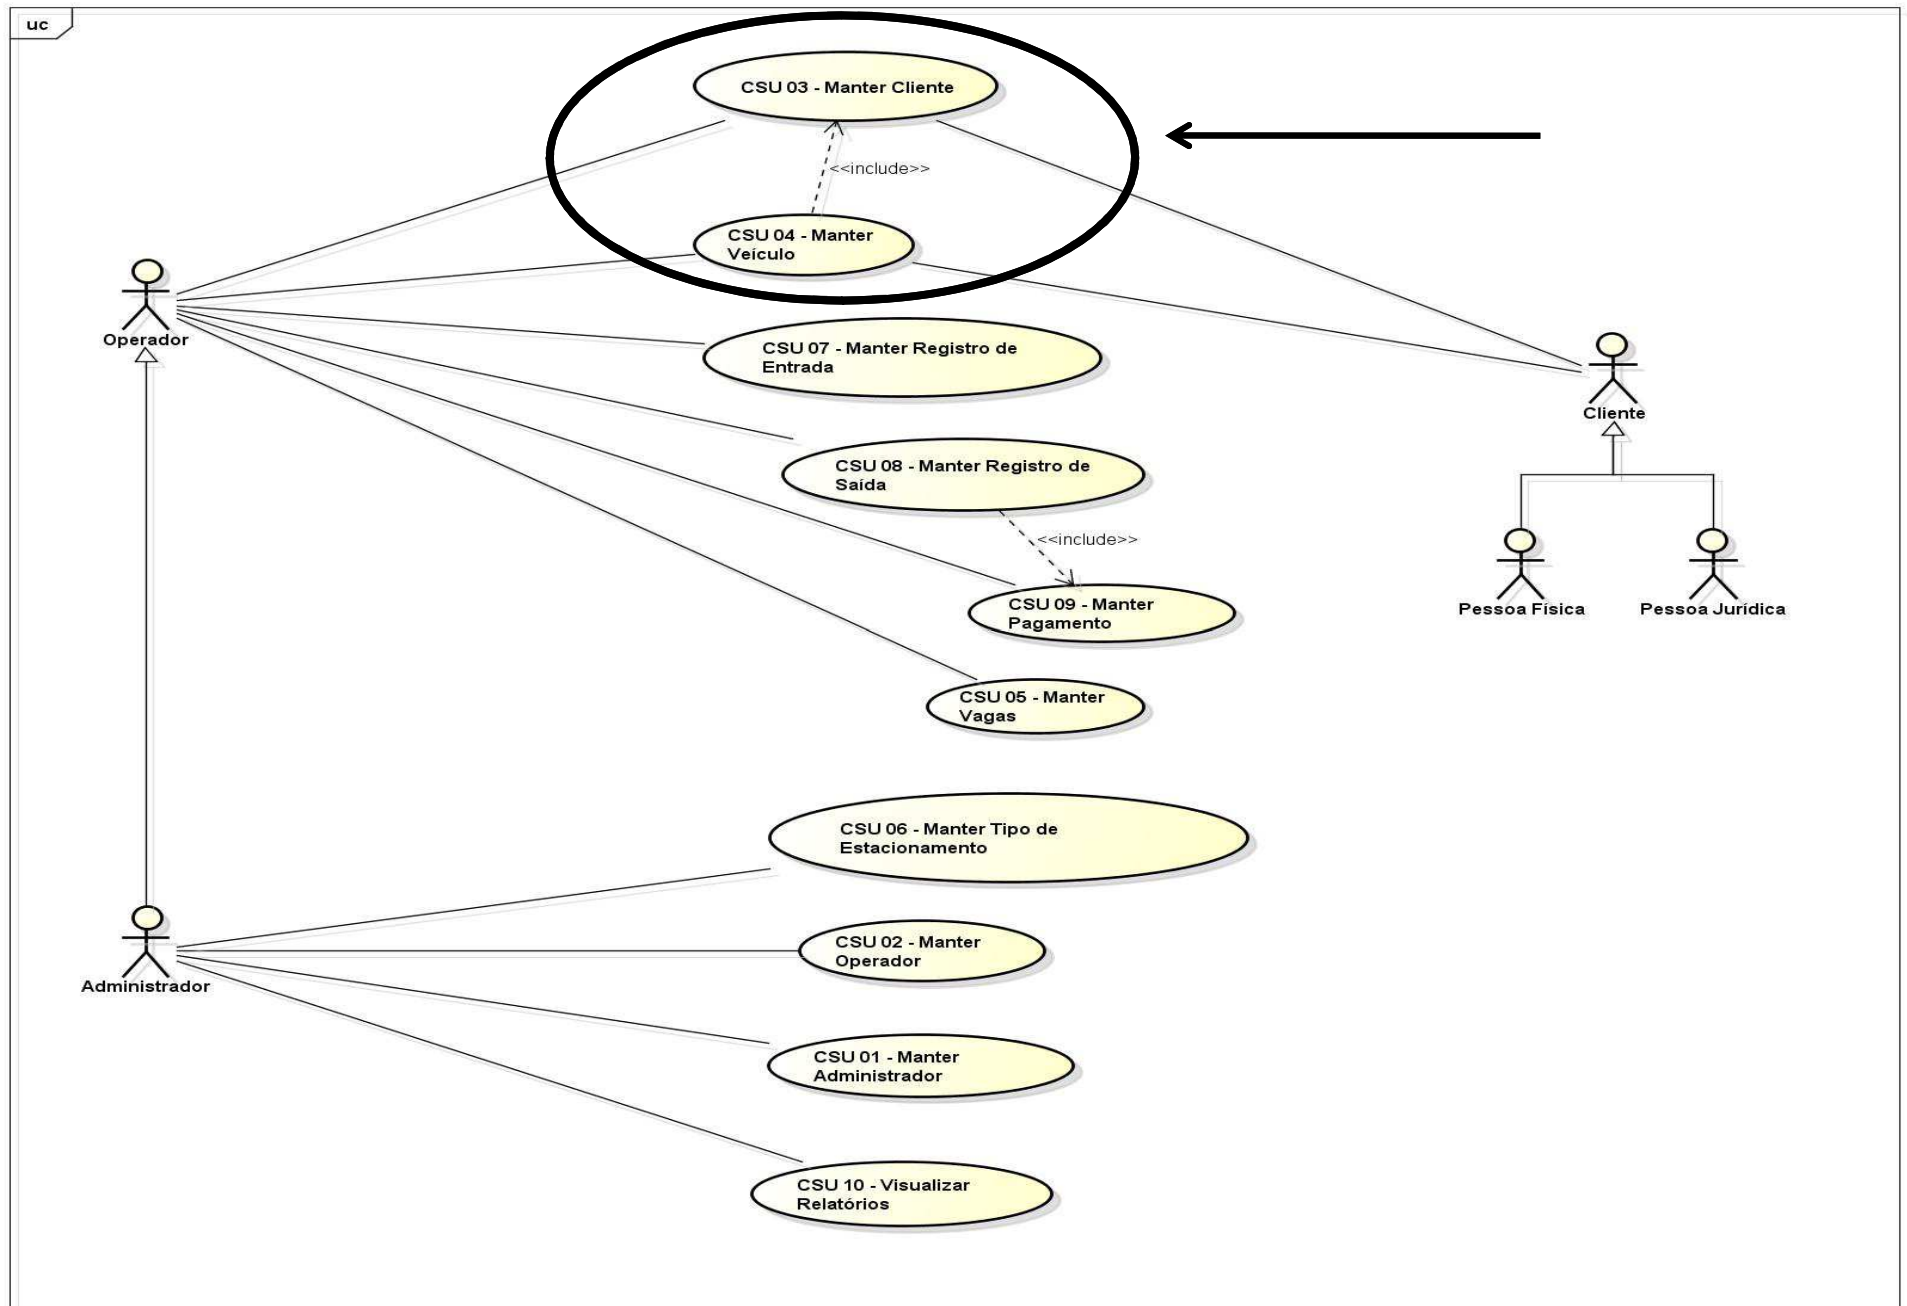 uc
CSU 03 - Manter Cliente
<<include>>
CSU 04 - Manter
Veículo
Operador
CSU 07 - Manter Registro de
Entrada
Cliente
CSU 08 - Manter Registro de
Saída
<<include>>
CSU 09 - Manter
Pagamento
Pessoa Física
Pessoa Jurídica
CSU 05 - Manter
Vagas
CSU 06 - Manter Tipo de
Estacionamento
CSU 02 - Manter
Operador
Administrador
CSU 01 - Manter
Administrador
CSU 10 - Visualizar
Relatórios